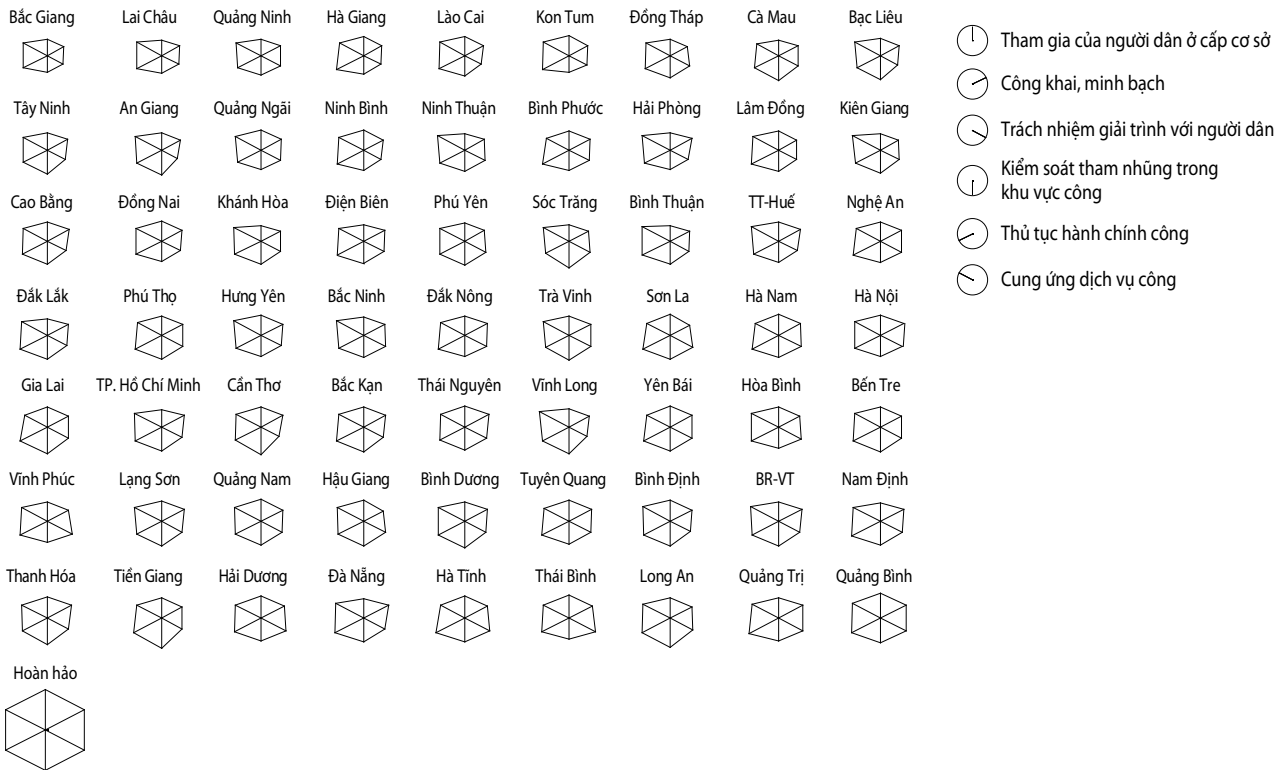 Bắc Giang Lai Châu Quảng Ninh Hà Giang Lào Cai Kon Tum Đồng Tháp Cà Mau Bạc Liêu
Tây Ninh An Giang Quảng Ngãi Ninh Bình Ninh Thuận Bình Phước Hải Phòng Lâm Đồng Kiên Giang
Cao Bằng Đồng Nai Khánh Hòa Điện Biên Phú Yên Sóc Trăng Bình Thuận TT-Huế Nghệ An
Đắk Lắk Phú Thọ Hưng Yên Bắc Ninh Đắk Nông Trà Vinh Sơn La Hà Nam Hà Nội
Gia Lai TP. Hồ Chí Minh Cần Thơ Bắc Kạn Thái Nguyên Vĩnh Long Yên Bái Hòa Bình Bến Tre
Vĩnh Phúc Lạng Sơn Quảng Nam Hậu Giang Bình Dương Tuyên Quang Bình Định BR-VT Nam Định
Thanh Hóa Tiền Giang Hải Dương Đà Nẵng Hà Tĩnh Thái Bình Long An Quảng Trị Quảng Bình
Hoàn hảo
Tham gia của người dân ở cấp cơ sở
Công khai, minh bạch
Trách nhiệm giải trình với người dân
Kiểm soát tham nhũng trong
khu vực công
Thủ tục hành chính công
Cung ứng dịch vụ công